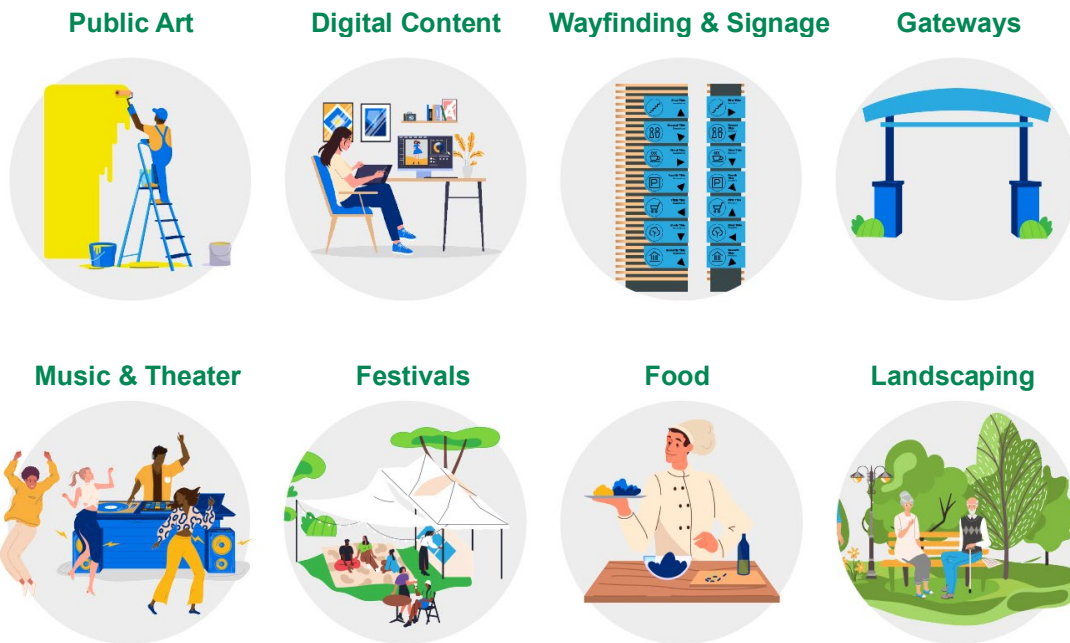 Public Art
Digital Content
Wayfinding & Signage
Gateways
Music & Theater
Festivals
Food
Landscaping